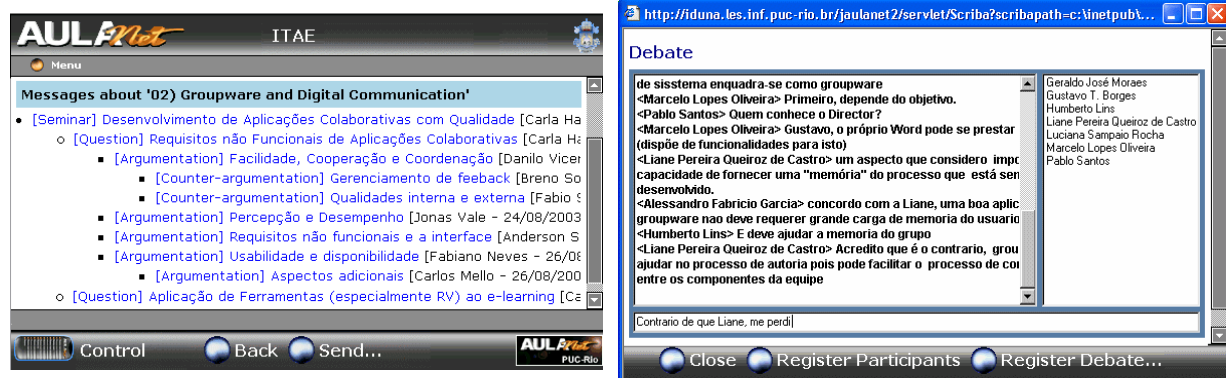 AULANet
ITAE
Menu
Messages about '02) Groupware and Digital Communication'
[Seminar] Desenvolvimento de Aplicações Colaborativas com Qualidade [Carla Ha
[Question] Requisitos não Funcionais de Aplicações Colaborativas [Carla Ha
[Argumentation] Facilidade, Cooperação e Coordenação [Danilo Vicer
[Counter-argumentation] Gerenciamento de feeback [Breno So
[Counter-argumentation] Qualidades interna e externa [Fabio S
[Argumentation] Percepção e Desempenho [Jonas Vale - 24/08/2003
[Argumentation] Requisitos não funcionais e a interface [Anderson S
[Argumentation] Usabilidade e disponibilidade [Fabiano Neves - 26/08
[Argumentation] Aspectos adicionais [Carlos Mello - 26/08/200
[Question] Aplicação de Ferramentas (especialmente RV) ao e-learning [Ca
Control
Back
Send...
AULANet
PUC-Rio
http://iduna.les.inf.puc-rio.br/jaulanet2/servlet/Scriba?scribapath=c:\inetpub\...
Debate
de sisstema enquadra-se como groupware
<Marcelo Lopes Oliveira> Primeiro, depende do objetivo.
<Pablo Santos> Quem conhece o Director?
<Marcelo Lopes Oliveira> Gustavo, o próprio Word pode se prestar
(dispõe de funcionalidades para isto)
<Liane Pereira Queiroz de Castro> um aspecto que considero impo
capacidade de fornecer uma "memória" do processo que está sen
desenvolvido.
<Alessandro Fabricio Garcia> concordo com a Liane, uma boa aplic
groupware nao deve requerer grande carga de memoria do usuario
<Humberto Lins> E deve ajudar a memoria do grupo
<Liane Pereira Queiroz de Castro> Acredito que é o contrario, grou
ajudar no processo de autoria pois pode facilitar o processo de cor
entre os componentes da equipe
Geraldo José Moraes
Gustavo T. Borges
Humberto Lins
Liane Pereira Queiroz de Castro
Luciana Sampaio Rocha
Marcelo Lopes Oliveira
Pablo Santos
Contrario de que Liane, me perdi
Close
Register Participants
Register Debate...